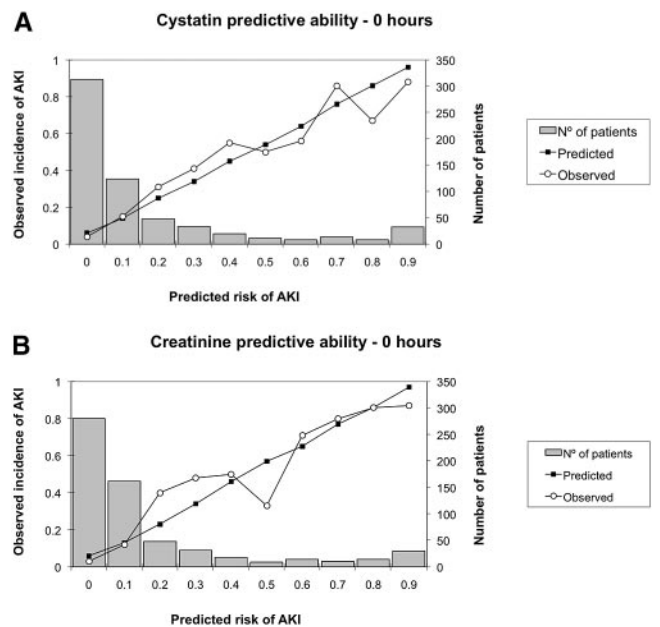 A
Cystatin predictive ability - 0 hours
Observed incidence of AKI
1
0.8
0.6
0.4
0.2
0
350
300
250
200
150
100
50
0
Number of patients
0 0.1 0.2 0.3 0.4 0.5 0.6 0.7 0.8 0.9
Predicted risk of AKI
Nº of patients
Predicted
Observed
B
Creatinine predictive ability - 0 hours
Observed incidence of AKI
1
0.8
0.6
0.4
0.2
0
350
300
250
200
150
100
50
0
Number of patients
0 0.1 0.2 0.3 0.4 0.5 0.6 0.7 0.8 0.9
Predicted risk of AKI
Nº of patients
Predicted
Observed